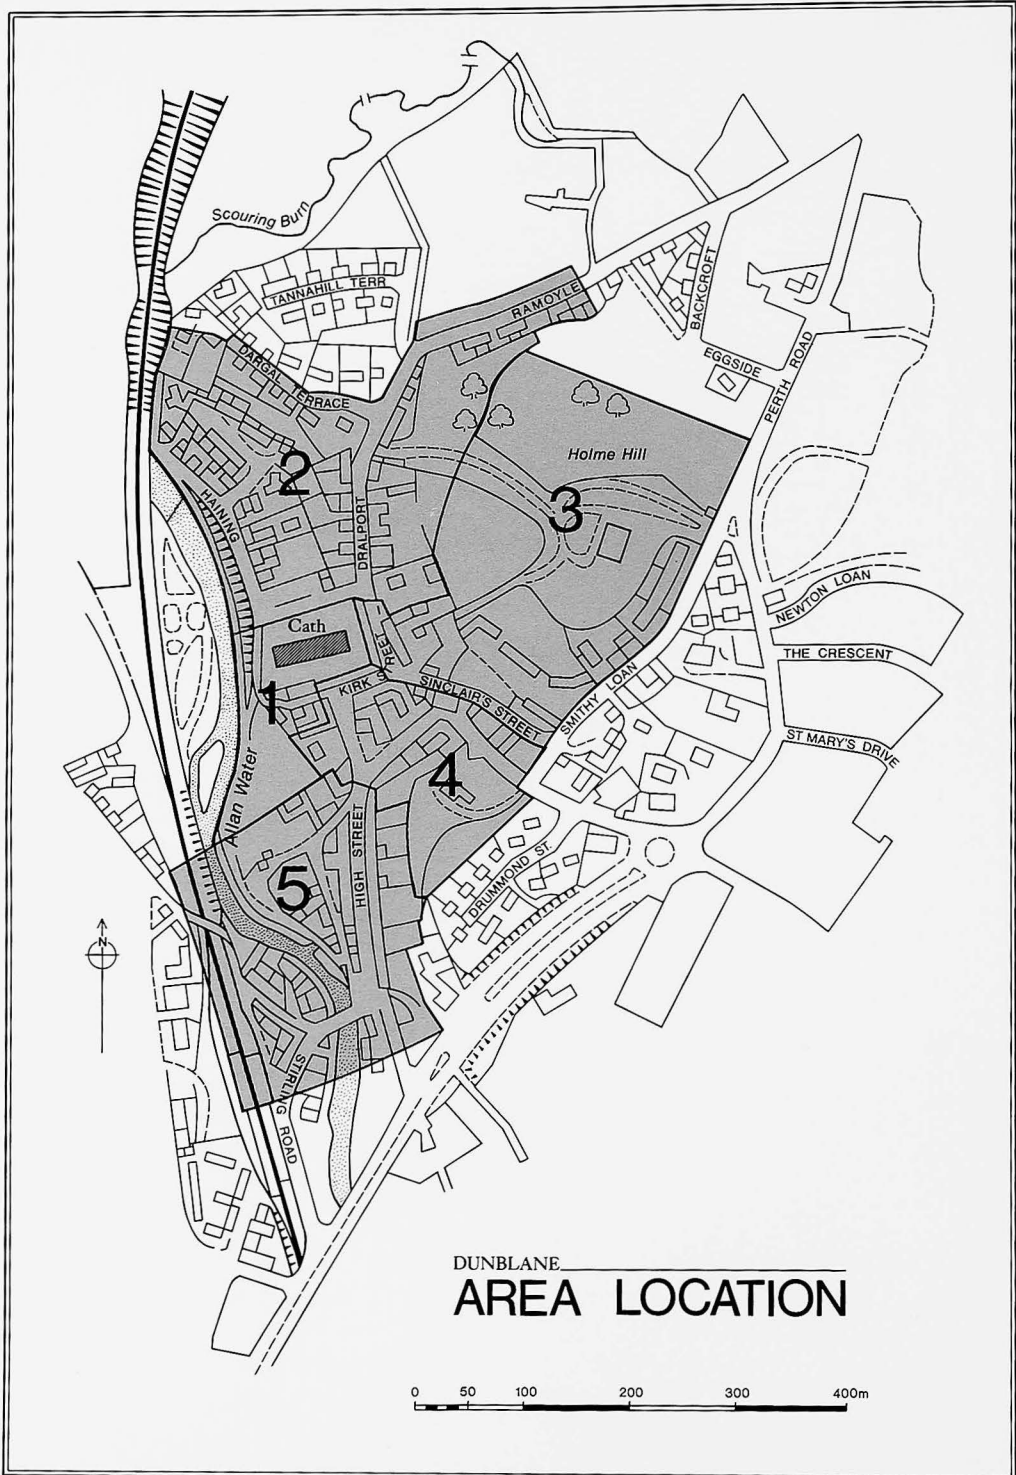 Scouring Burn
TANNAHILL TERR
RAMOYLE
BACKCROFT
EGGSIDE
PERTH ROAD
DARGAL TERRACE
Holme Hill
2
3
HAINING
DRALPORT
NEWTON LOAN
THE CRESCENT
ST MARY'S DRIVE
Cath
KIRK STREET
SINCLAIR'S STREET
SMITHY LOAN
1
4
Allan Water
HIGH STREET
5
DRUMMOND ST.
N
STIRLING ROAD
DUNBLANE
AREA LOCATION
0 50 100 200 300 400m